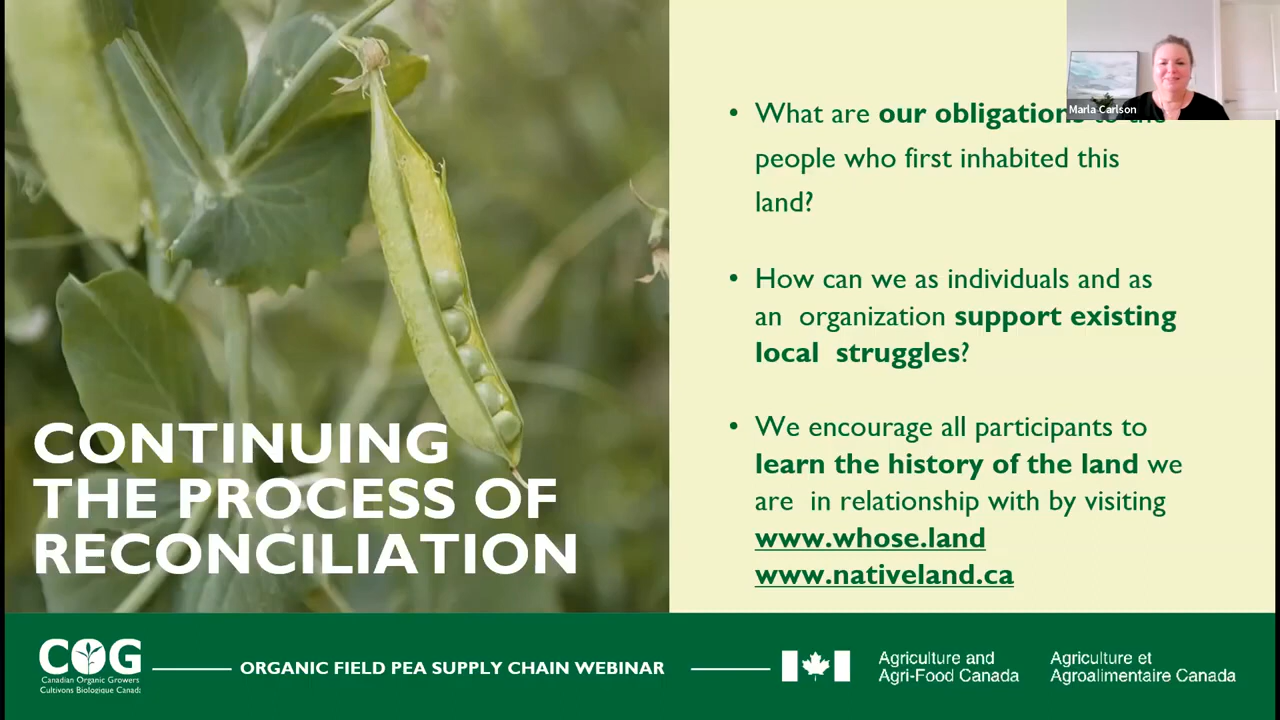 Marla Carlson
• What are our obligations to the
people who first inhabited this
land?
• How can we as individuals and as
an organization support existing
local struggles?
• We encourage all participants to
learn the history of the land we
are in relationship with by visiting
www.whose.land
www.nativeland.ca
CONTINUING
THE PROCESS OF
RECONCILIATION
COG
Canadian Organic Growers
Cultivons Biologique Canada
ORGANIC FIELD PEA SUPPLY CHAIN WEBINAR
Agriculture and
Agri-Food Canada
Agriculture et
Agroalimentaire Canada